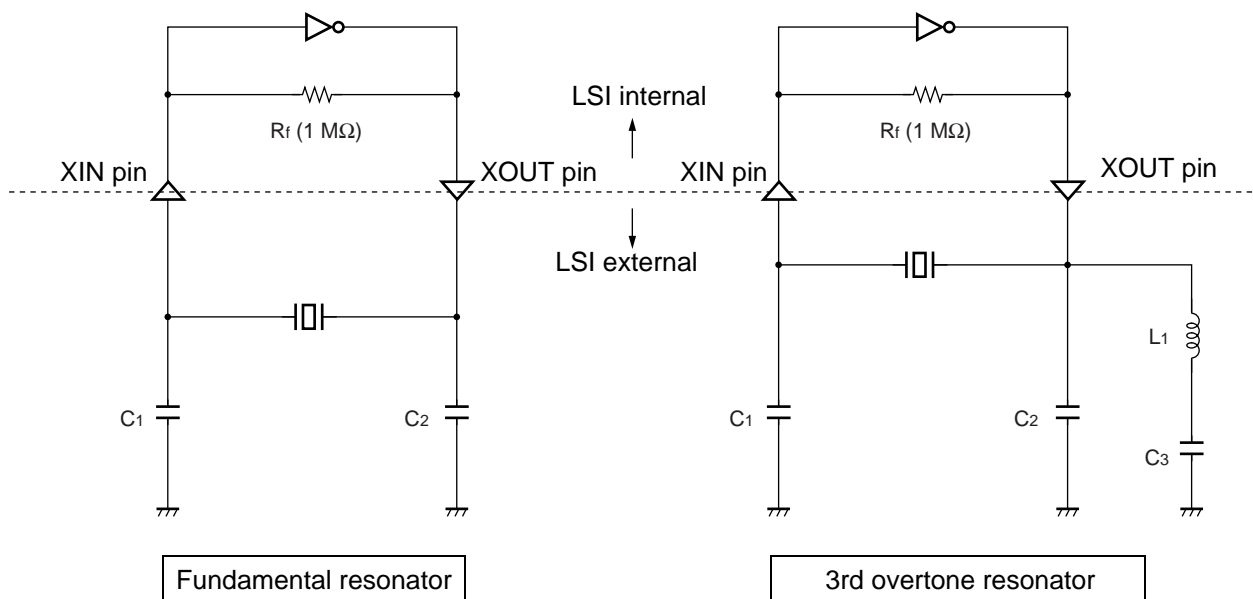 Rf (1 MΩ)
XIN pin
XOUT pin
C1
C2
Fundamental resonator
LSI internal
LSI external
Rf (1 MΩ)
XIN pin
XOUT pin
L1
C1
C2
C3
3rd overtone resonator